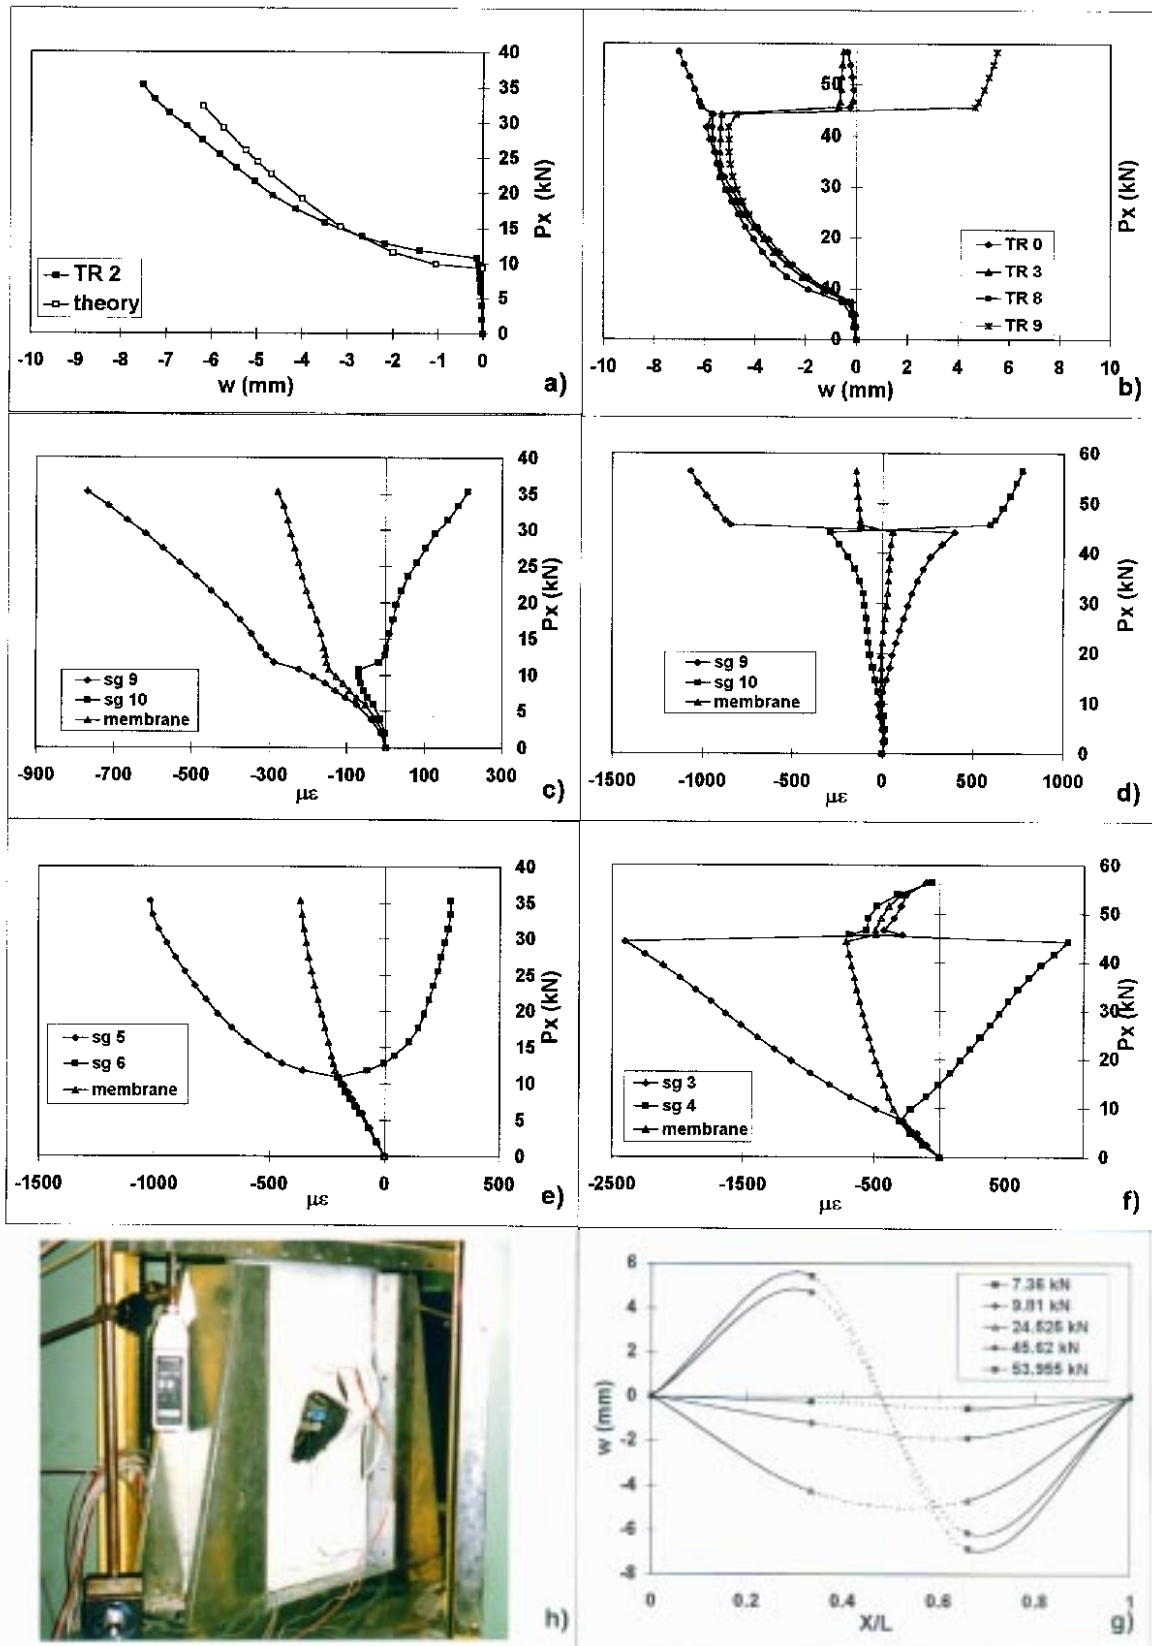 40
35
30
25
20
15
10
5
0
Px (kN)
TR 2
theory
-10 -9 -8 -7 -6 -5 -4 -3 -2 -1 0
w (mm)
a)
50
40
30
20
10
0
Px (kN)
TR 0
TR 3
TR 8
TR 9
-10 -8 -6 -4 -2 0 2 4 6 8 10
w (mm)
b)
40
35
30
25
20
15
10
5
0
Px (kN)
sg 9
sg 10
membrane
-900 -700 -500 -300 -100 100 300
με
c)
60
50
40
30
20
10
0
Px (kN)
sg 9
sg 10
membrane
-1500 -1000 -500 0 500 1000
με
d)
40
35
30
25
20
15
10
5
0
Px (kN)
sg 5
sg 6
membrane
-1500 -1000 -500 0 500
με
e)
60
50
40
30
20
10
0
Px (kN)
sg 3
sg 4
membrane
-2500 -1500 -500 500
με
f)
h)
6
4
2
0
-2
-4
-6
-8
w (mm)
7.36 kN
9.81 kN
24.525 kN
45.62 kN
53.955 kN
0 0.2 0.4 0.6 0.8 1
X/L
g)